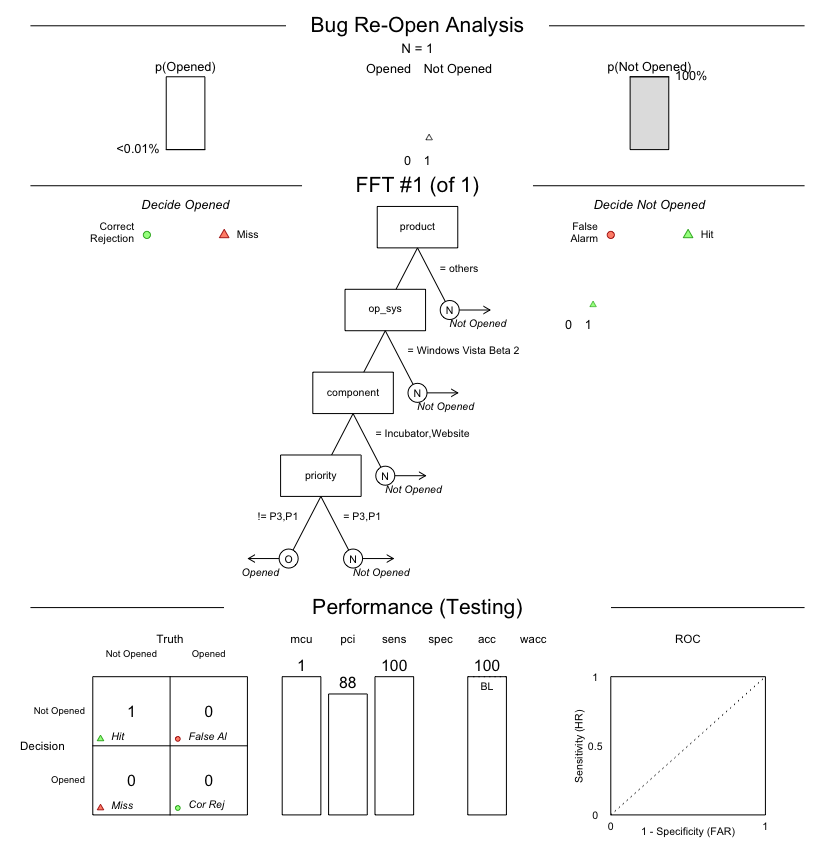 Bug Re-Open Analysis
N = 1
p(Opened)
Opened Not Opened
p(Not Opened)
100%
<0.01%
0 1
FFT #1 (of 1)
Decide Opened
Decide Not Opened
Correct
Rejection
Miss
False
Alarm
Hit
product
= others
op_sys
N
Not Opened
0 1
= Windows Vista Beta 2
component
N
Not Opened
= Incubator,Website
priority
N
Not Opened
!= P3,P1
= P3,P1
O
N
Opened
Not Opened
Performance (Testing)
Truth
Not Opened Opened
mcu pci sens spec acc wacc
ROC
1 88 100 100
BL
Decision
Not Opened
1 0
Hit False Al
Opened
0 0
Miss Cor Rej
Sensitivity (HR)
1
0.5
0
0 1
1 - Specificity (FAR)